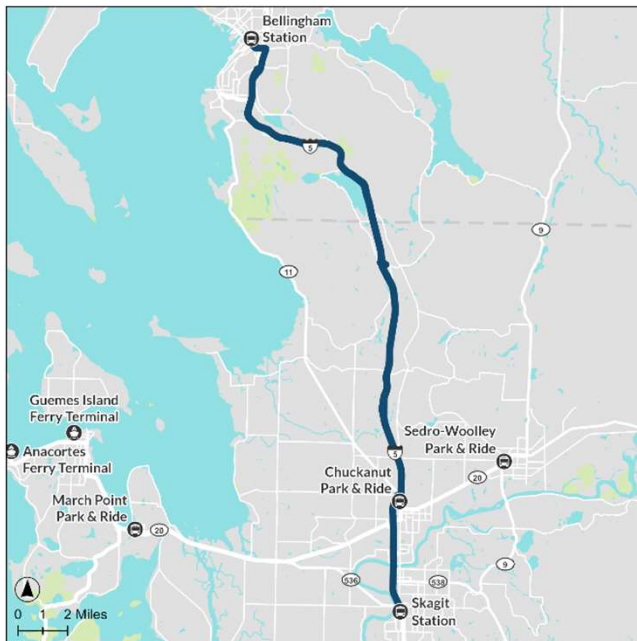 Bellingham
Station
5
9
11
Guemes Island
Ferry Terminal
Anacortes
Ferry Terminal
Sedro-Woolley
Park & Ride
5
Chuckanut
Park & Ride
20
March Point
Park & Ride
20
536
538
9
Skagit
Station
0 1 2 Miles